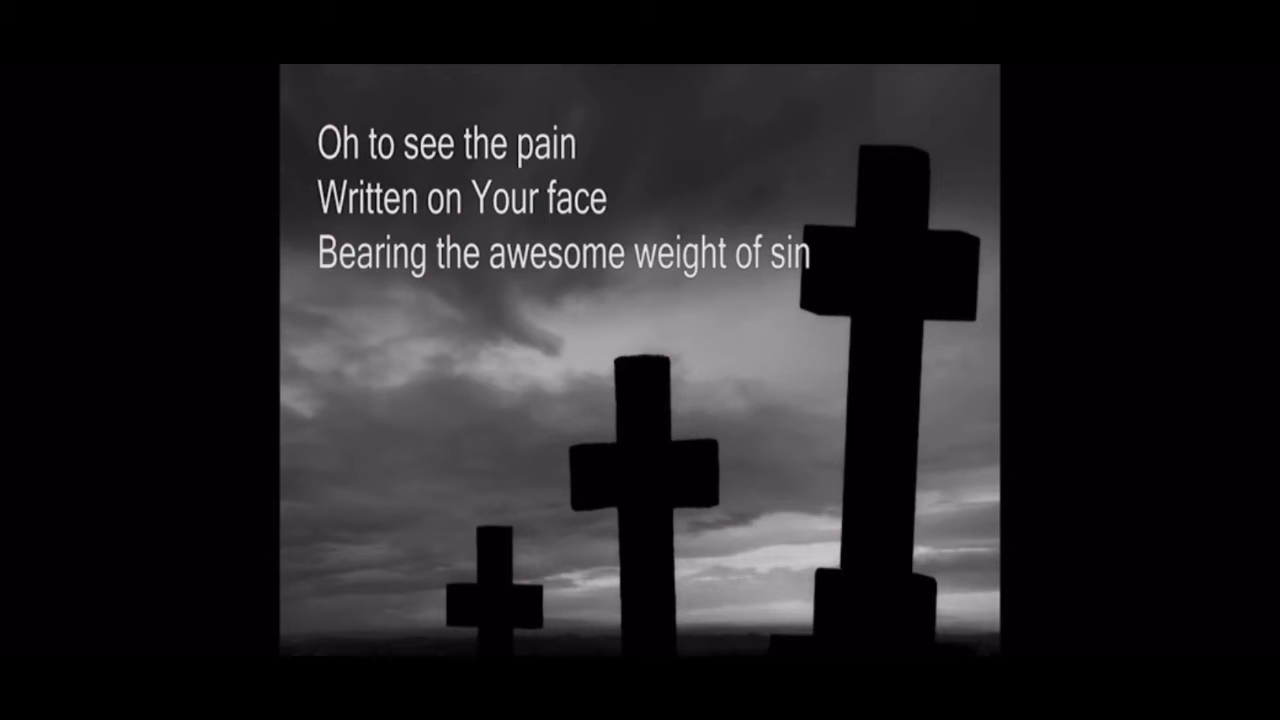 Oh to see the pain
Written on Your face
Bearing the awesome weight of sin